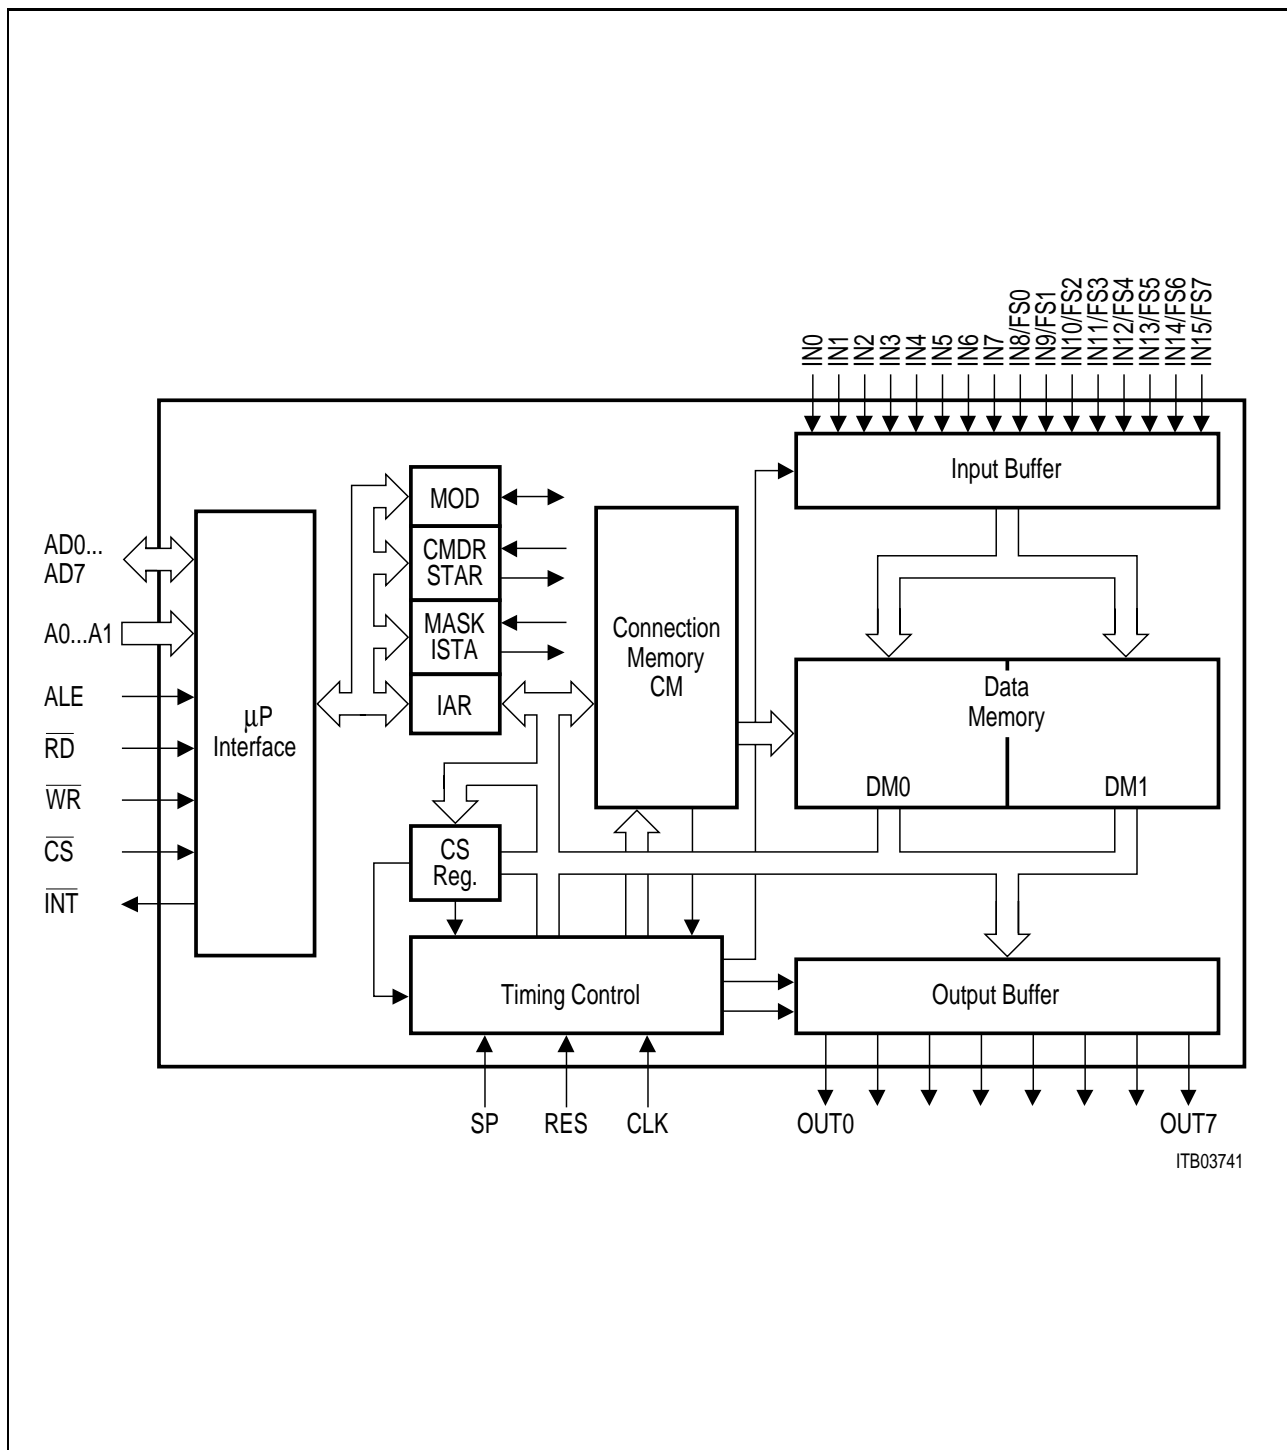 IN0
IN1
IN2
IN3
IN4
IN5
IN6
IN7
IN8/FS0
IN9/FS1
IN10/FS2
IN11/FS3
IN12/FS4
IN13/FS5
IN14/FS6
IN15/FS7
Input Buffer
AD0...
AD7
A0...A1
ALE
RD
WR
CS
INT
μP
Interface
MOD
CMDR
STAR
MASK
ISTA
IAR
Connection
Memory
CM
Data
Memory
DM0
DM1
CS
Reg.
Timing Control
Output Buffer
SP
RES
CLK
OUT0
OUT7
ITB03741